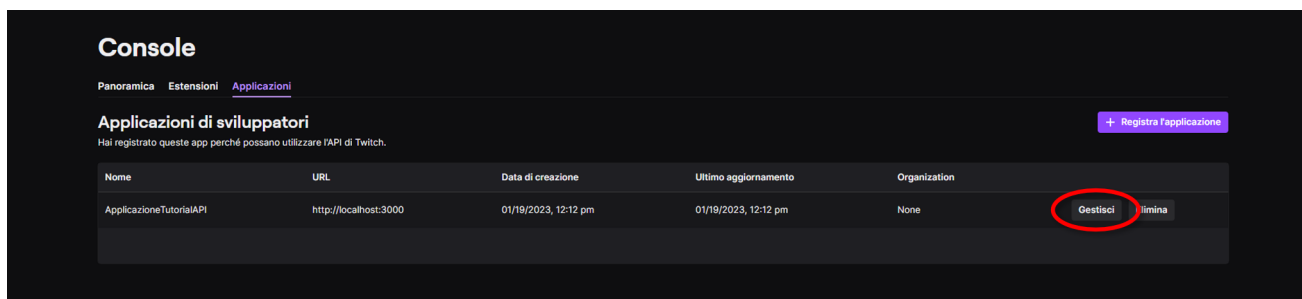 Console
Panoramica Estensioni Applicazioni
Applicazioni di sviluppatori
+ Registra l'applicazione
Hai registrato queste app perché possano utilizzare l'API di Twitch.
Nome URL Data di creazione Ultimo aggiornamento Organization
ApplicazioneTutorialAPI http://localhost:3000 01/19/2023, 12:12 pm 01/19/2023, 12:12 pm None Gestisci Elimina